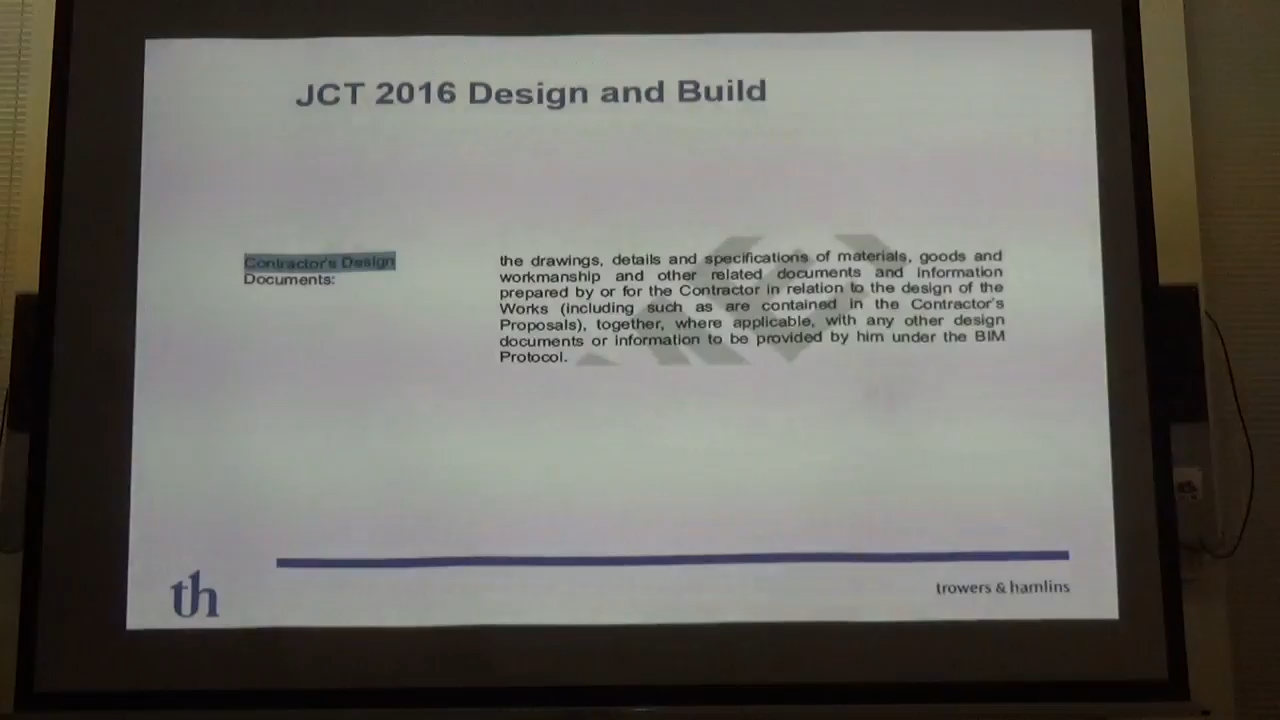 JCT 2016 Design and Build
Contractor's Design
Documents:
the drawings, details and specifications of materials, goods and
workmanship and other related documents and information
prepared by or for the Contractor in relation to the design of the
Works (including such as are contained in the Contractor's
Proposals), together, where applicable, with any other design
documents or information to be provided by him under the BIM
Protocol.
th
trowers & hamlins